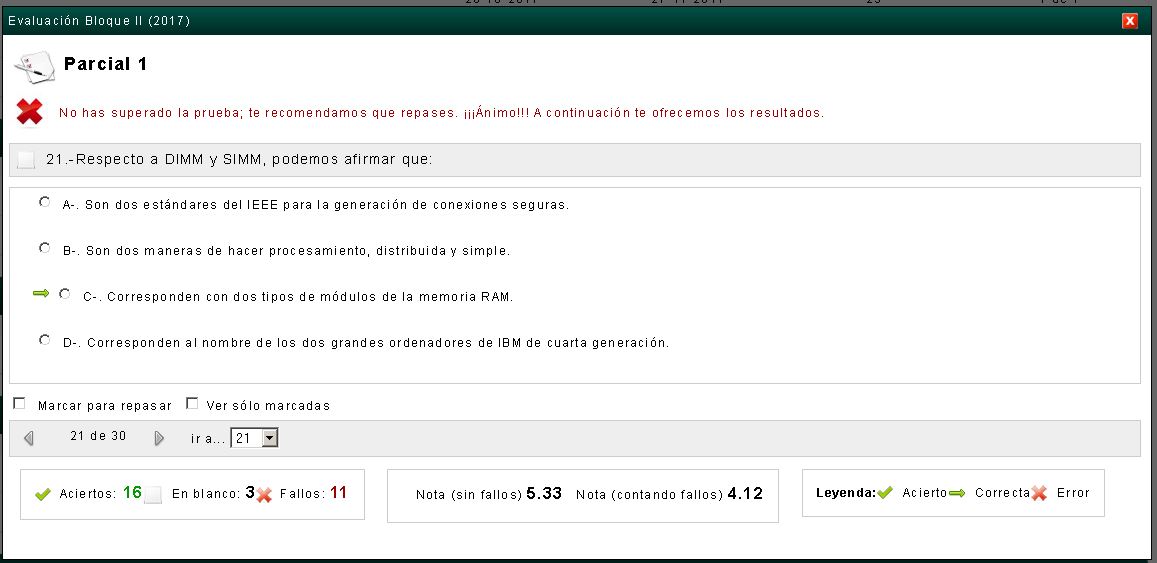 Evaluación Bloque II (2017)
Parcial 1
No has superado la prueba; te recomendamos que repases. ¡¡¡Ánimo!!! A continuación te ofrecemos los resultados.
21.-Respecto a DIMM y SIMM, podemos afirmar que:
A-. Son dos estándares del IEEE para la generación de conexiones seguras.
B-. Son dos maneras de hacer procesamiento, distribuida y simple.
C-. Corresponden con dos tipos de módulos de la memoria RAM.
D-. Corresponden al nombre de los dos grandes ordenadores de IBM de cuarta generación.
Marcar para repasar Ver sólo marcadas
21 de 30 ir a... 21
Aciertos: 16 En blanco: 3 Fallos: 11 Nota (sin fallos) 5.33 Nota (contando fallos) 4.12 Leyenda: Acierto Correcta Error